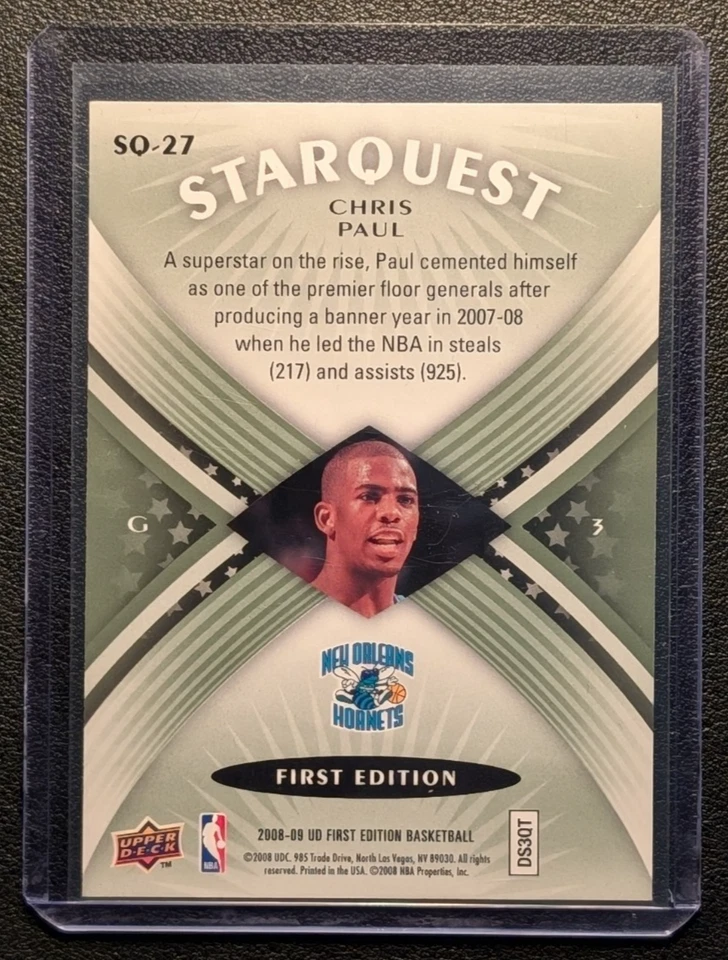 SQ-27
STARQUEST
CHRIS
PAUL
A superstar on the rise, Paul cemented himself
as one of the premier floor generals after
producing a banner year in 2007-08
when he led the NBA in steals
(217) and assists (925).
G
3
NEW ORLEANS
HORNETS
FIRST EDITION
2008-09 UD FIRST EDITION BASKETBALL
©2008 UDC. 985 Trade Drive, North Las Vegas, NV 89030. All rights
reserved. Printed in the USA. ©2008 NBA Properties, Inc.
UPPER
D·E·C·K
TM
NBA
DS3QT